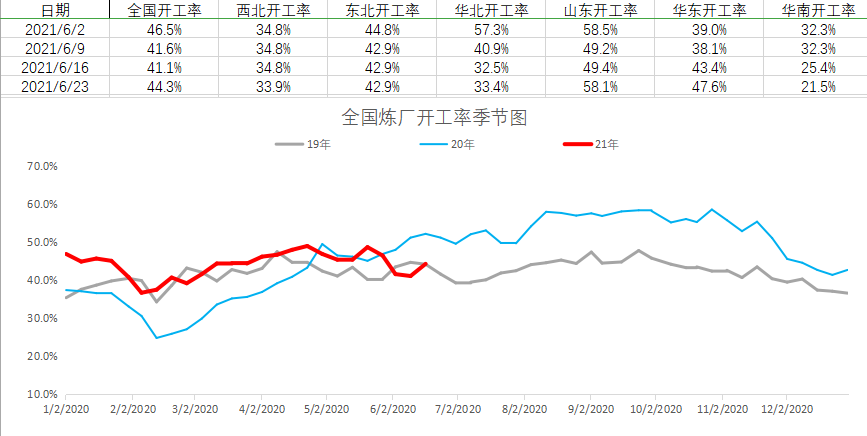 日期 全国开工率 西北开工率 东北开工率 华北开工率 山东开工率 华东开工率 华南开工率
2021/6/2 46.5% 34.8% 44.8% 57.3% 58.5% 39.0% 32.3%
2021/6/9 41.6% 34.8% 42.9% 40.9% 49.2% 38.1% 32.3%
2021/6/16 41.1% 34.8% 42.9% 32.5% 49.4% 43.4% 25.4%
2021/6/23 44.3% 33.9% 42.9% 33.4% 58.1% 47.6% 21.5%
全国炼厂开工率季节图
19年 20年 21年
70.0%
60.0%
50.0%
40.0%
30.0%
20.0%
10.0%
1/2/2020 2/2/2020 3/2/2020 4/2/2020 5/2/2020 6/2/2020 7/2/2020 8/2/2020 9/2/2020 10/2/2020 11/2/2020 12/2/2020